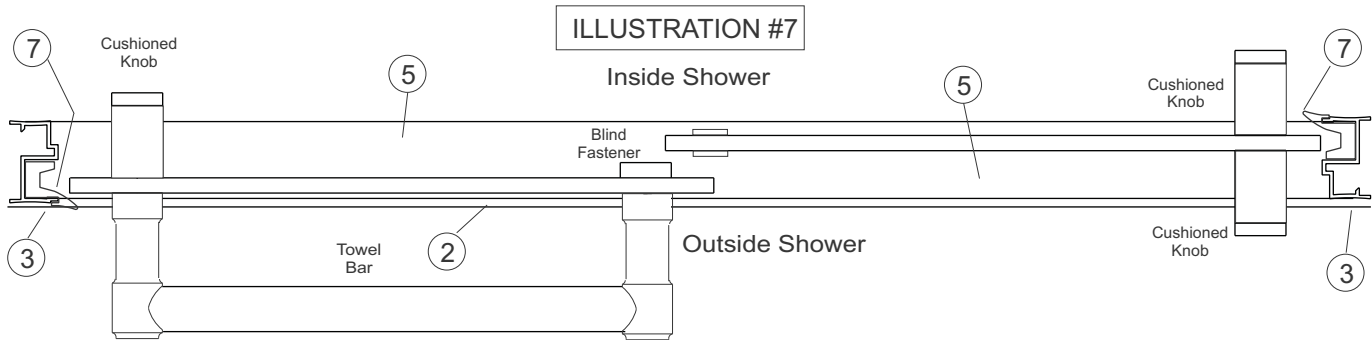 ILLUSTRATION #7
Inside Shower
7
Cushioned
Knob
5
Blind
Fastener
5
Cushioned
Knob
7
3
Towel
Bar
2
Outside Shower
Cushioned
Knob
3